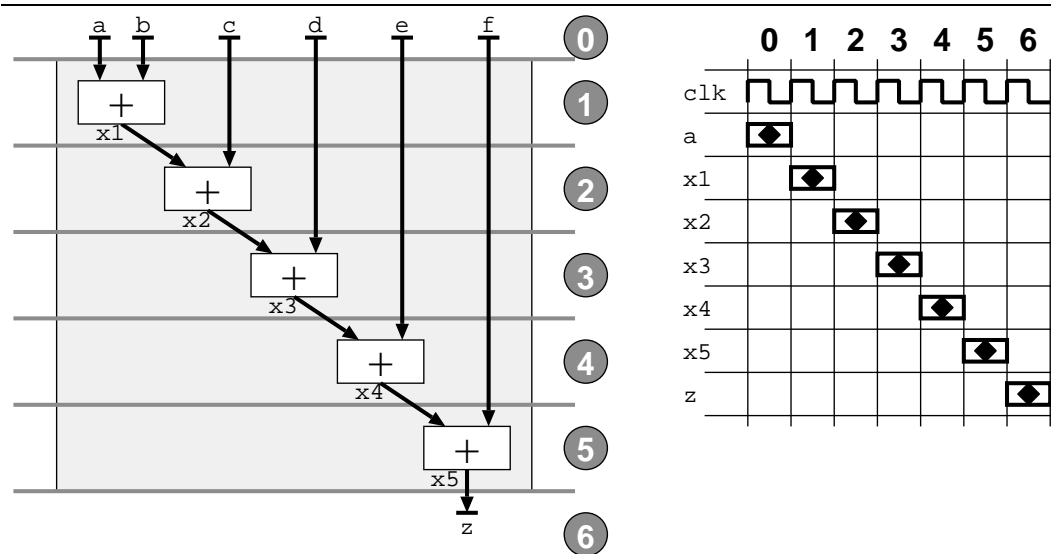 a b c d e f 0
+ 1
x1
+ 2
x2
+ 3
x3
+ 4
x4
+ 5
x5
z
6
0 1 2 3 4 5 6
clk
a
x1
x2
x3
x4
x5
z